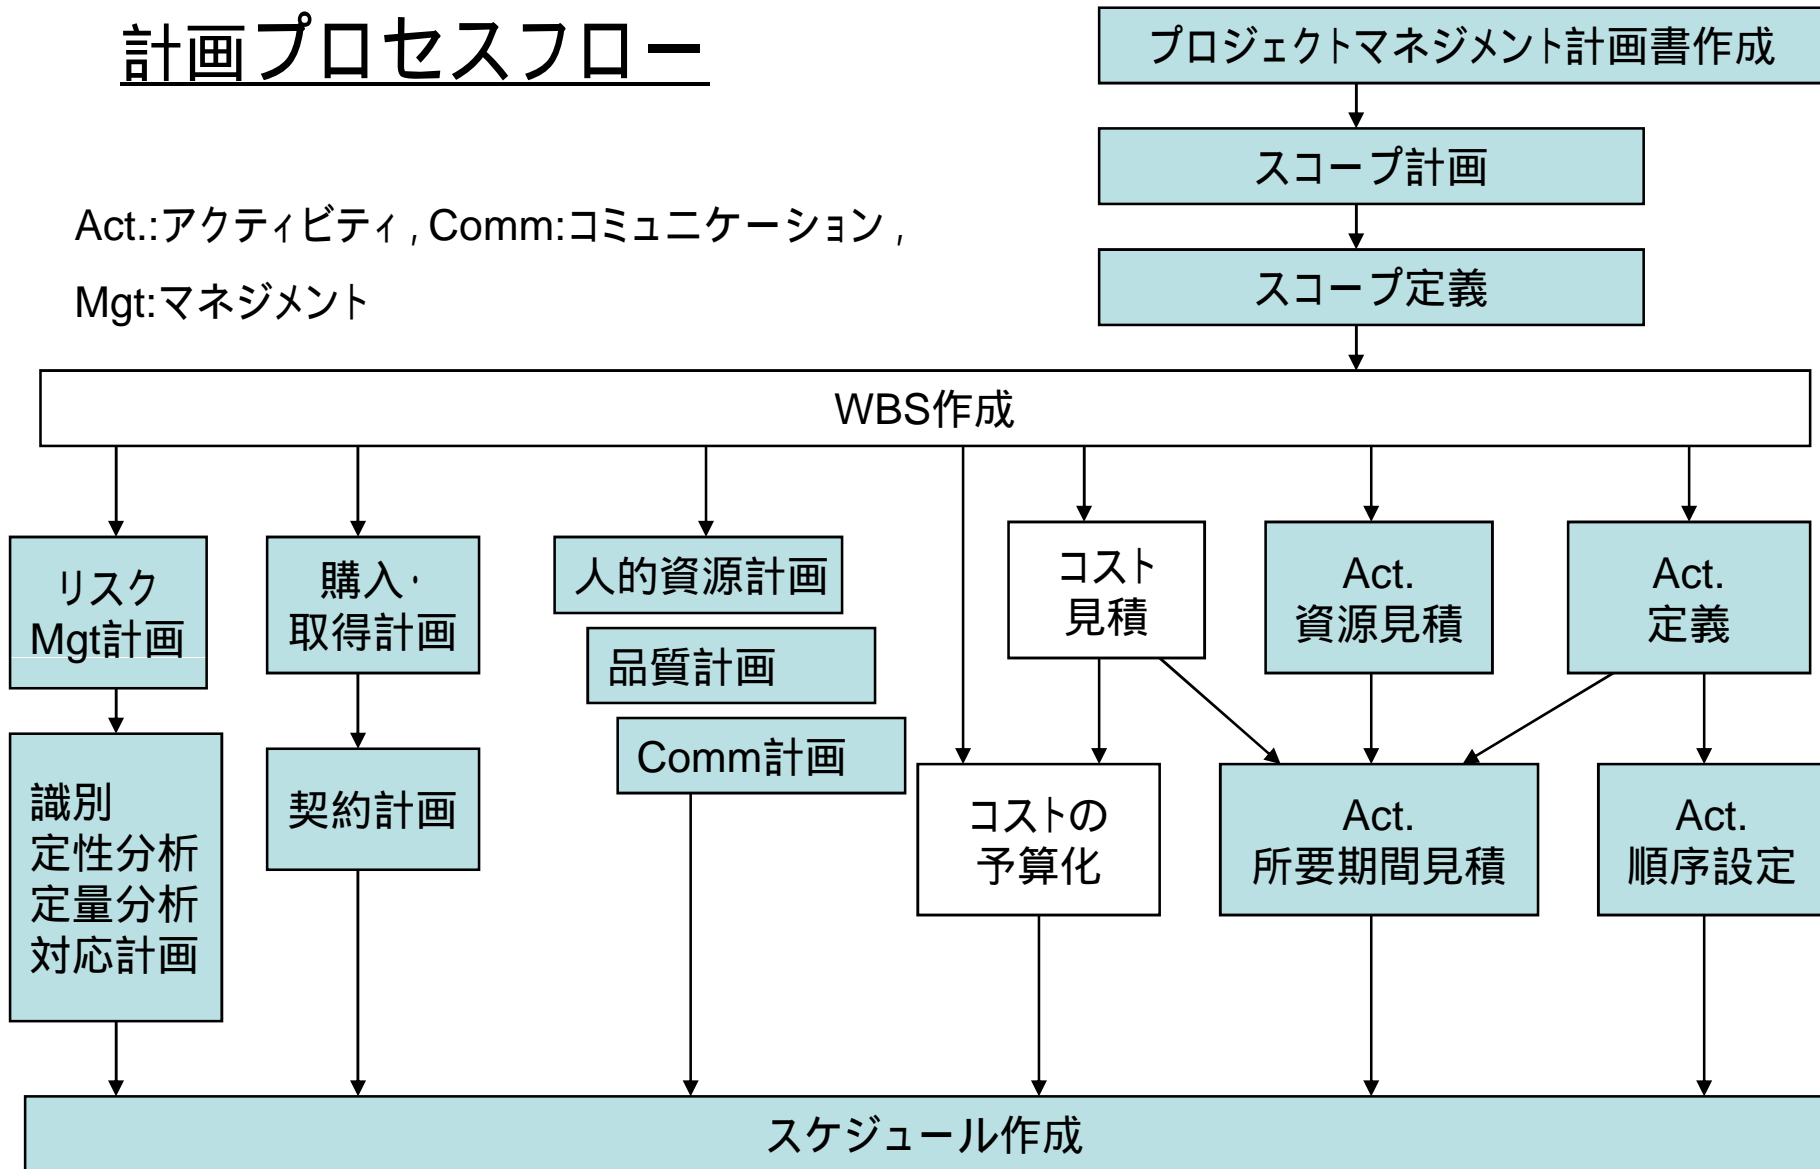 計画プロセスフロー
プロジェクトマネジメント計画書作成
スコープ計画
Act.:アクティビティ, Comm:コミュニケーション,
Mgt:マネジメント
スコープ定義
WBS作成
リスク
Mgt計画
購入・
取得計画
人的資源計画
品質計画
Comm計画
コスト
見積
Act.
資源見積
Act.
定義
識別
定性分析
定量分析
対応計画
契約計画
コストの
予算化
Act.
所要期間見積
Act.
順序設定
スケジュール作成